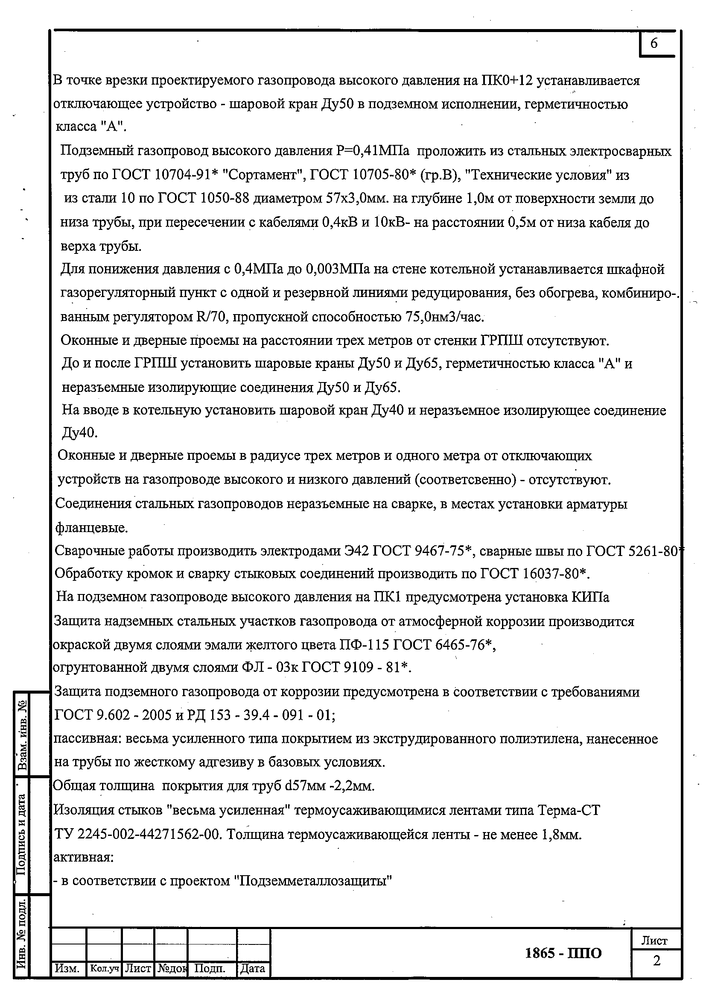 6
В точке врезки проектируемого газопровода высокого давления на ПК0+12 устанавливается
отключающее устройство - шаровой кран Ду50 в подземном исполнении, герметичностью
класса "А".
Подземный газопровод высокого давления Р=0,41МПа проложить из стальных электросварных
труб по ГОСТ 10704-91* "Сортамент", ГОСТ 10705-80* (гр.В), "Технические условия" из
из стали 10 по ГОСТ 1050-88 диаметром 57х3,0мм. на глубине 1,0м от поверхности земли до
низа трубы, при пересечении с кабелями 0,4кВ и 10кВ- на расстоянии 0,5м от низа кабеля до
верха трубы.
Для понижения давления с 0,4МПа до 0,003МПа на стене котельной устанавливается шкафной
газорегуляторный пункт с одной и резервной линиями редуцирования, без обогрева, комбиниро-
ванным регулятором R/70, пропускной способностью 75,0нм3/час.
Оконные и дверные проемы на расстоянии трех метров от стенки ГРПШ отсутствуют.
До и после ГРПШ установить шаровые краны Ду50 и Ду65, герметичностью класса "А" и
неразъемные изолирующие соединения Ду50 и Ду65.
На вводе в котельную установить шаровой кран Ду40 и неразъемное изолирующее соединение
Ду40.
Оконные и дверные проемы в радиусе трех метров и одного метра от отключающих
устройств на газопроводе высокого и низкого давлений (соответсвенно) - отсутствуют.
Соединения стальных газопроводов неразъемные на сварке, в местах установки арматуры
фланцевые.
Сварочные работы производить электродами Э42 ГОСТ 9467-75*, сварные швы по ГОСТ 5261-80*
Обработку кромок и сварку стыковых соединений производить по ГОСТ 16037-80*.
На подземном газопроводе высокого давления на ПК1 предусмотрена установка КИПа
Защита надземных стальных участков газопровода от атмосферной коррозии производится
окраской двумя слоями эмали желтого цвета ПФ-115 ГОСТ 6465-76*,
огрунтованной двумя слоями ФЛ - 03к ГОСТ 9109 - 81*.
Защита подземного газопровода от коррозии предусмотрена в соответствии с требованиями
ГОСТ 9.602 - 2005 и РД 153 - 39.4 - 091 - 01;
пассивная: весьма усиленного типа покрытием из экструдированного полиэтилена, нанесенное
на трубы по жесткому адгезиву в базовых условиях.
Общая толщина покрытия для труб d57мм -2,2мм.
Изоляция стыков "весьма усиленная" термоусаживающимися лентами типа Терма-СТ
ТУ 2245-002-44271562-00. Толщина термоусаживающейся ленты - не менее 1,8мм.
активная:
- в соответствии с проектом "Подземметаллозащиты"
Взам. инв. №
Подпись и дата
Инв. № подл.
Изм. Кол.уч Лист №док Подп. Дата
1865 - ППО
Лист
2